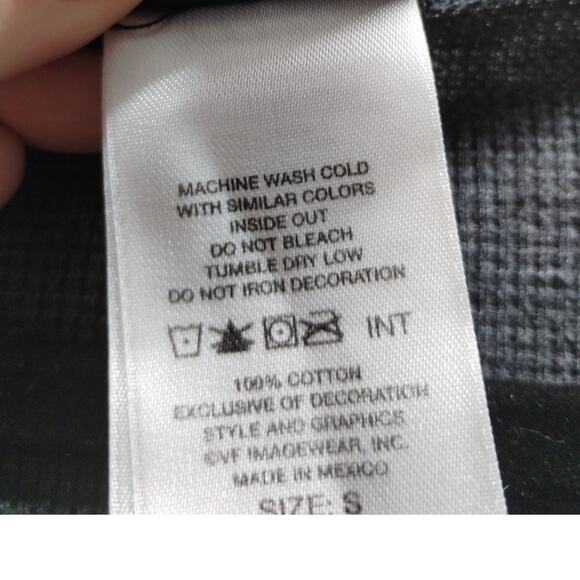 MACHINE WASH COLD
WITH SIMILAR COLORS
INSIDE OUT
DO NOT BLEACH
TUMBLE DRY LOW
DO NOT IRON DECORATION
INT
100% COTTON
EXCLUSIVE OF DECORATION
STYLE AND GRAPHICS
©VF IMAGEWEAR, INC.
MADE IN MEXICO
SIZE: S